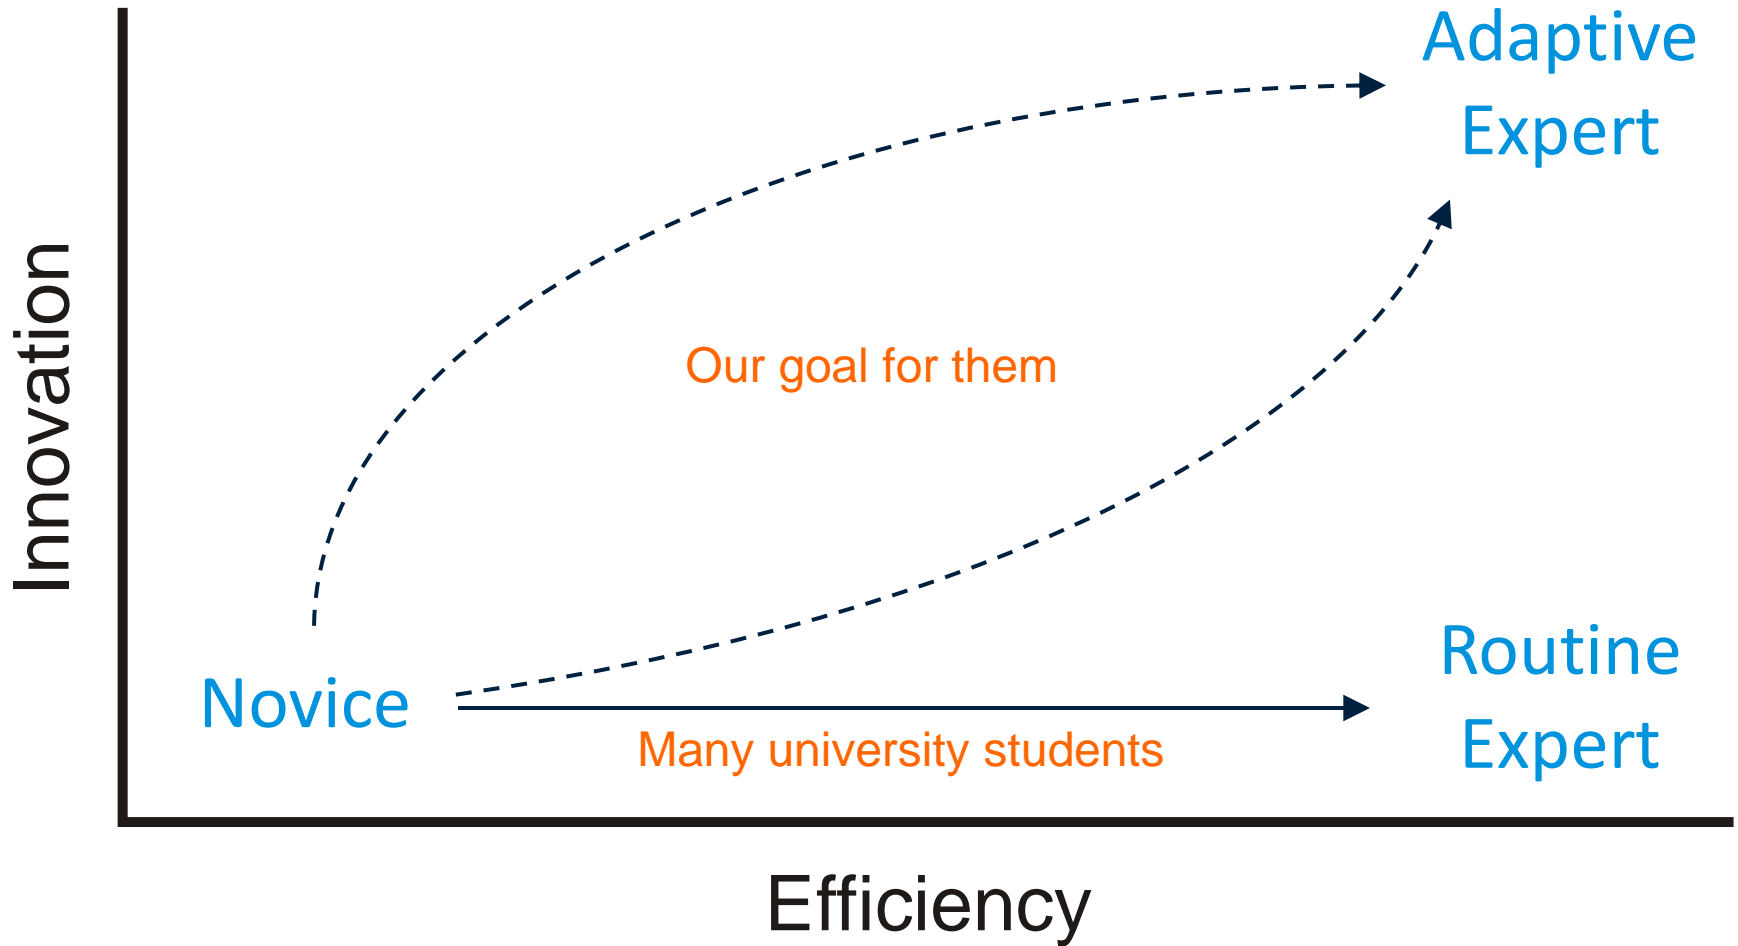 Adaptive
Expert
Innovation
Our goal for them
Novice
Many university students
Routine
Expert
Efficiency